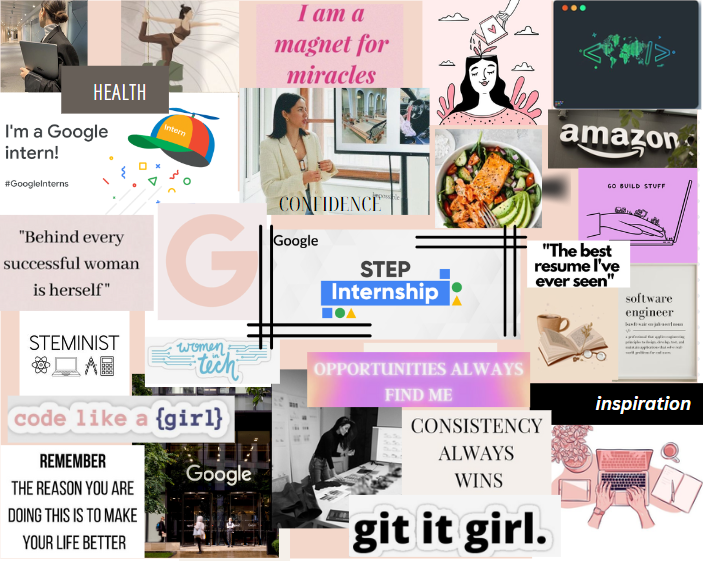 I am a
magnet for
miracles
HEALTH
I'm a Google
intern!
#GoogleInterns
Intern
CONFIDENCE
amazon
GO BUILD STUFF
"Behind every
successful woman
is herself"
G
Google
STEP
Internship
"The best
resume I've
ever seen"
software
engineer
STEMINIST
women
in tech
OPPORTUNITIES ALWAYS
FIND ME
inspiration
code like a {girl}
CONSISTENCY
ALWAYS
WINS
REMEMBER
THE REASON YOU ARE
DOING THIS IS TO MAKE
YOUR LIFE BETTER
Google
git it girl.